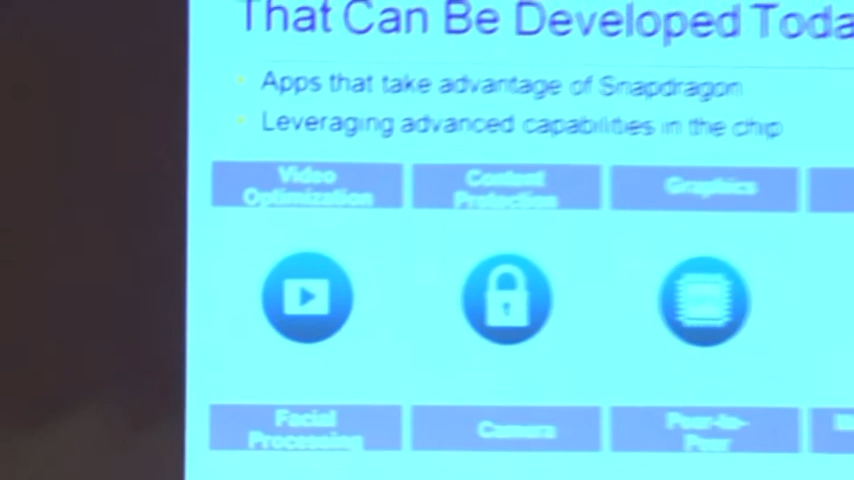 That Can Be Developed Toda
Apps that take advantage of Snapdragon
Leveraging advanced capabilities in the chip
Video
Optimization
Content
Protection
Graphics
Facial
Processing
Camera
Peer-to-
Peer